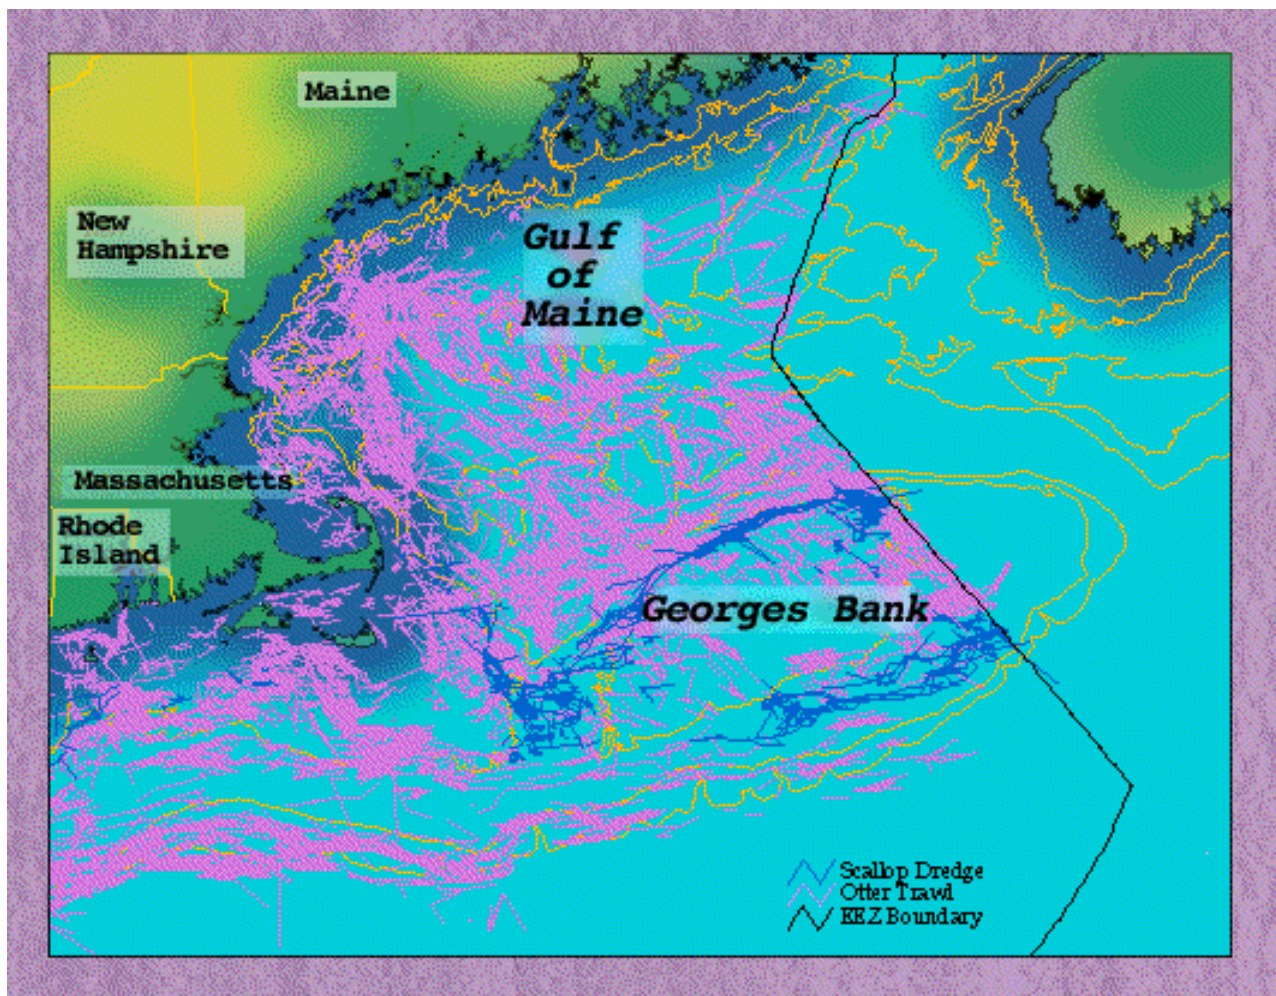 Maine
New
Hampshire
Gulf
of
Maine
Massachusetts
Rhode
Island
Georges Bank
Scallop Dredge
Otter Trawl
EEZ Boundary